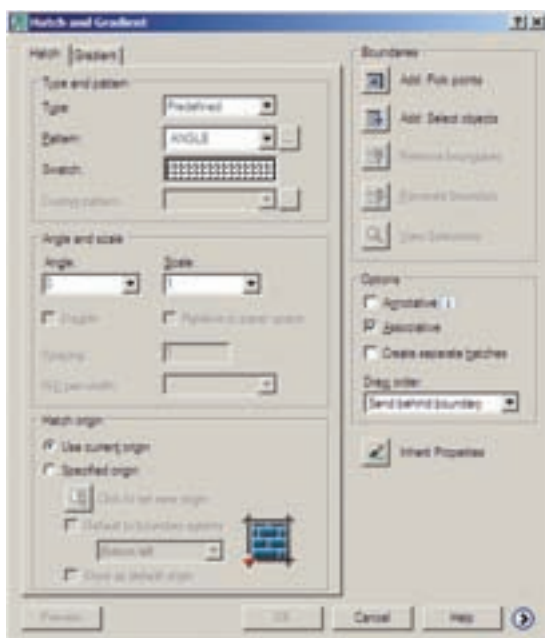 Hatch and Gradient
Hatch Gradient
Type and pattern
Type: Predefined
Pattern: ANGLE
Swatch:
Custom pattern:
Angle and scale
Angle: Scale:
0 1
Double Relative to paper space
Spacing: 1
ISO pen width:
Hatch origin
Use current origin
Specified origin
Click to set new origin
Default to boundary extents
Bottom left
Store as default origin
Boundaries
Add: Pick points
Add: Select objects
Remove boundaries
Recreate boundary
View Selections
Options
Annotative
Associative
Create separate hatches
Draw order:
Send behind boundary
Inherit Properties
Preview OK Cancel Help